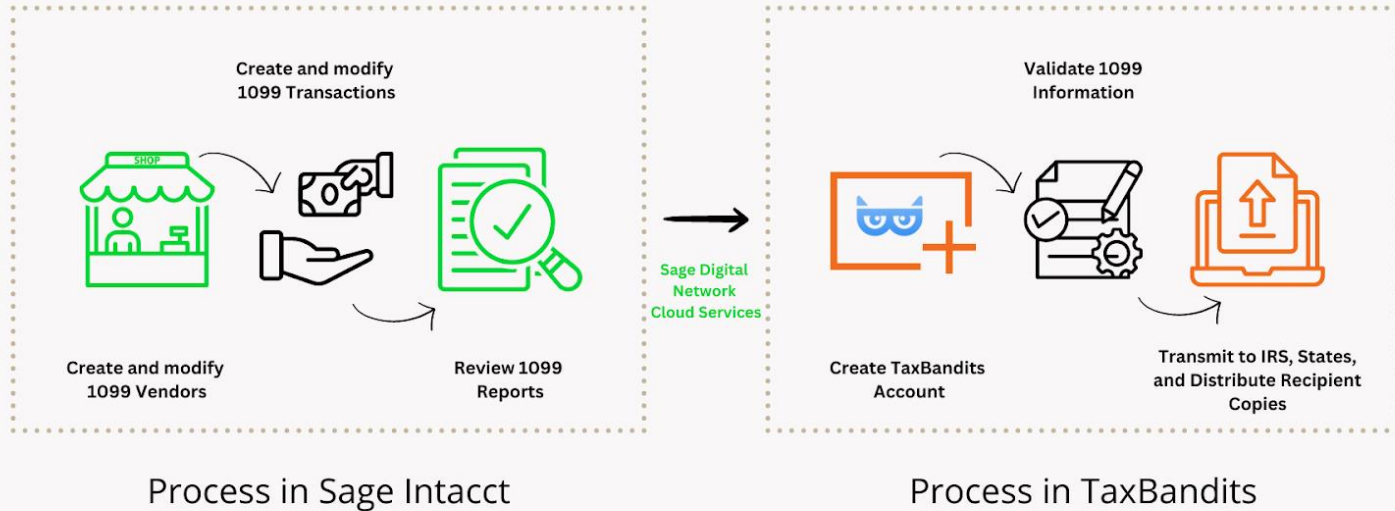 Create and modify
1099 Transactions
SHOP
Create and modify
1099 Vendors
Review 1099
Reports
Sage Digital
Network
Cloud Services
Validate 1099
Information
Create TaxBandits
Account
Transmit to IRS, States,
and Distribute Recipient
Copies
Process in Sage Intacct
Process in TaxBandits